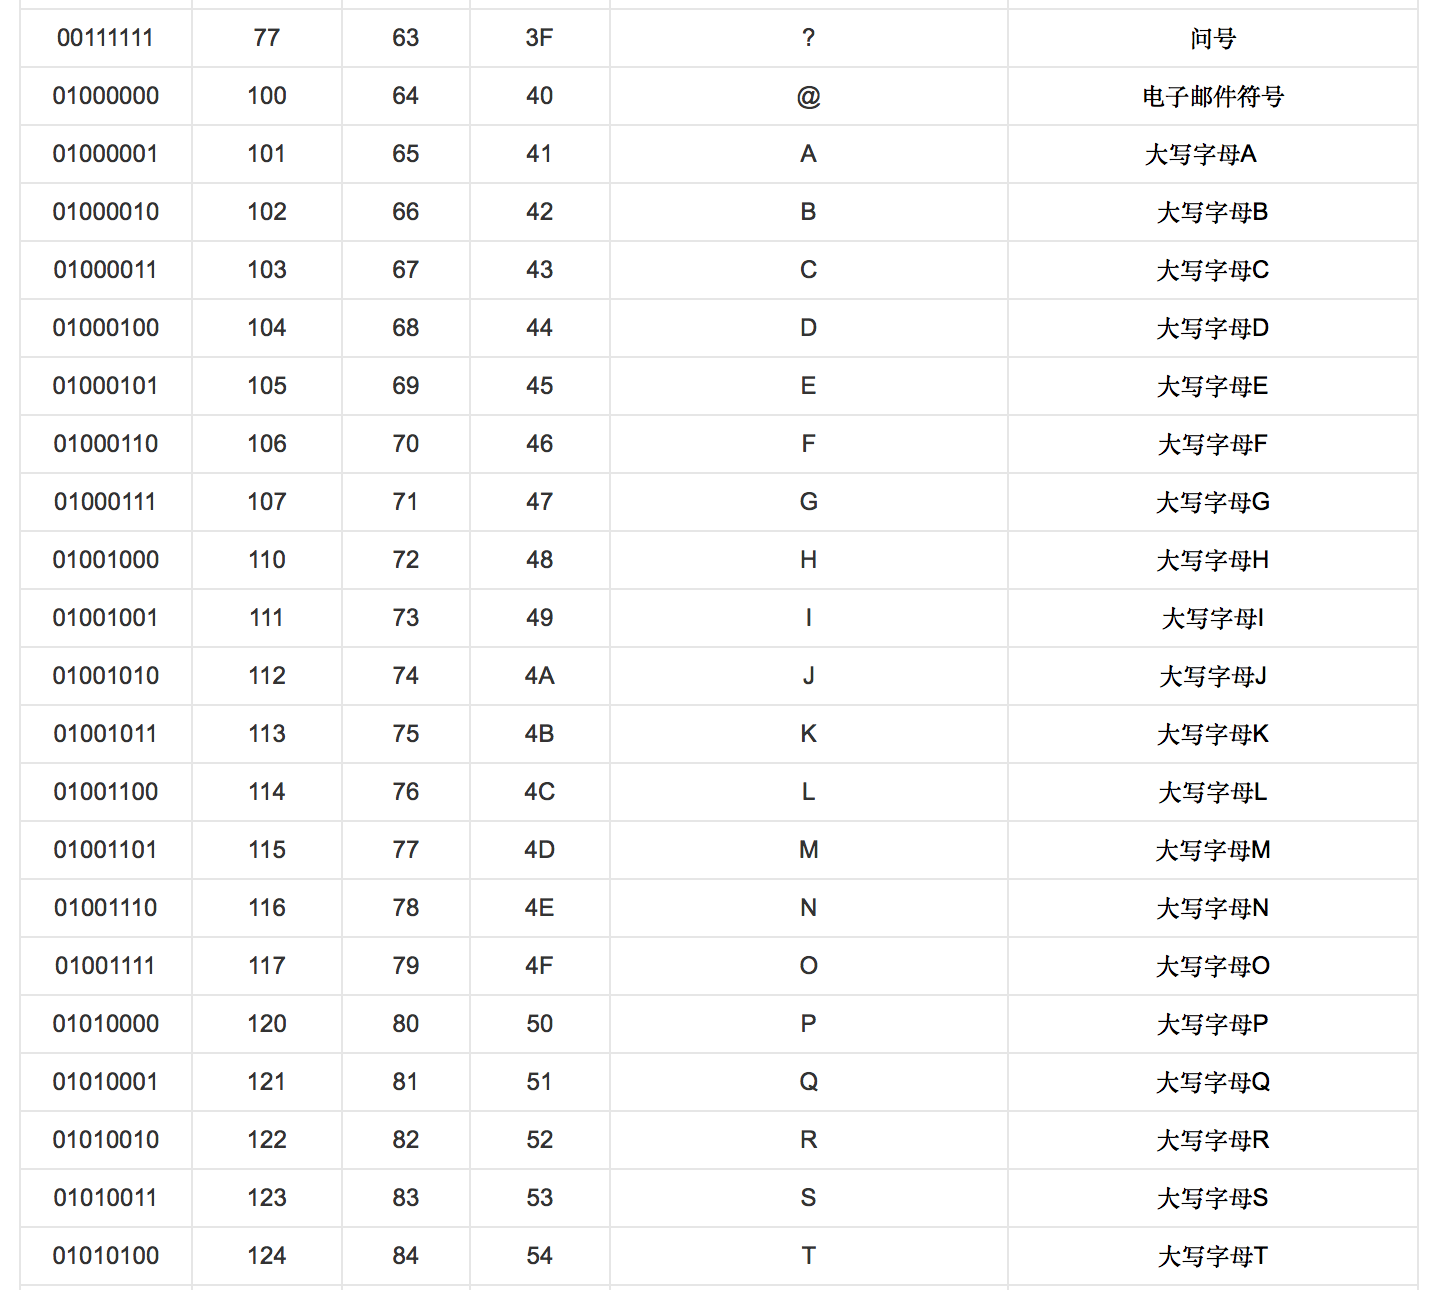 00111111 77 63 3F ? 问号
01000000 100 64 40 @ 电子邮件符号
01000001 101 65 41 A 大写字母A
01000010 102 66 42 B 大写字母B
01000011 103 67 43 C 大写字母C
01000100 104 68 44 D 大写字母D
01000101 105 69 45 E 大写字母E
01000110 106 70 46 F 大写字母F
01000111 107 71 47 G 大写字母G
01001000 110 72 48 H 大写字母H
01001001 111 73 49 I 大写字母I
01001010 112 74 4A J 大写字母J
01001011 113 75 4B K 大写字母K
01001100 114 76 4C L 大写字母L
01001101 115 77 4D M 大写字母M
01001110 116 78 4E N 大写字母N
01001111 117 79 4F O 大写字母O
01010000 120 80 50 P 大写字母P
01010001 121 81 51 Q 大写字母Q
01010010 122 82 52 R 大写字母R
01010011 123 83 53 S 大写字母S
01010100 124 84 54 T 大写字母T